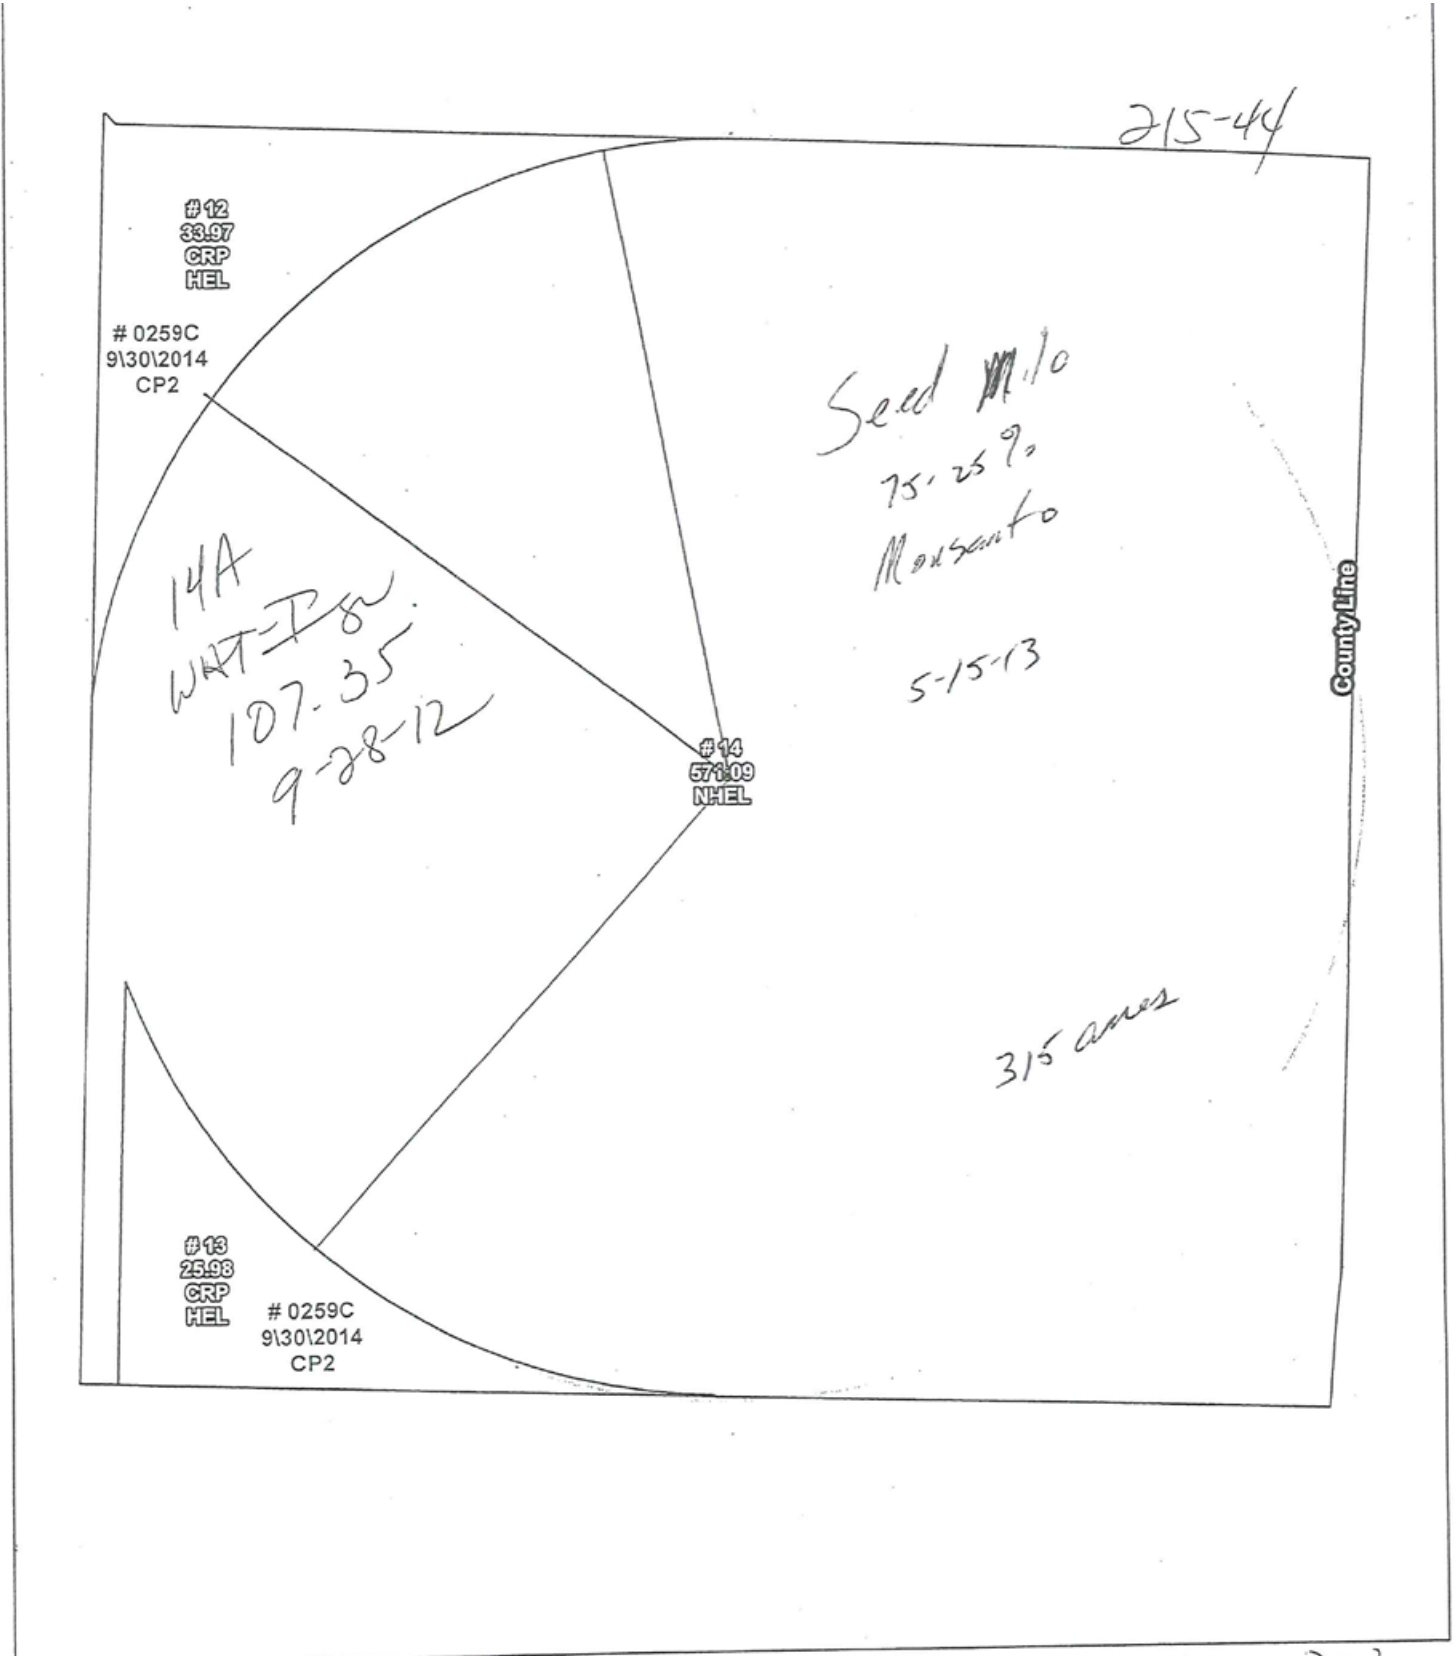 215-44
# 12
33.97
CRP
HEL
# 0259C
9\30\2014
CP2
Seed Milo
75-25%
Monsanto
5-15-13
County Line
14A
WHT-Igr.
107.35
9-28-12
# 14
571.09
NHEL
315 acres
# 13
25.98
CRP
HEL
# 0259C
9\30\2014
CP2